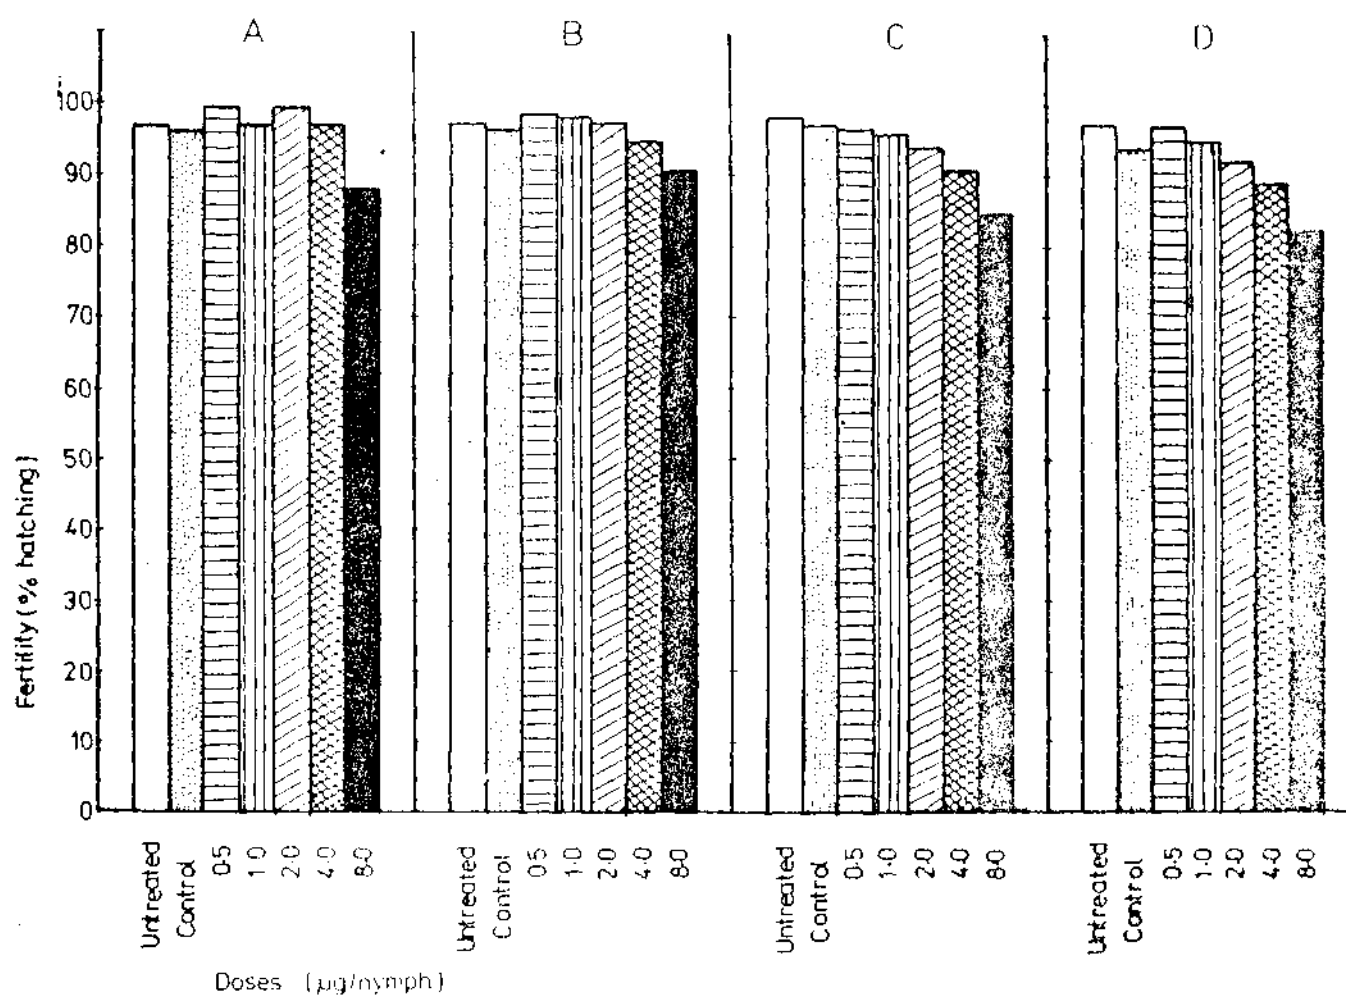 A B C D
100
90
80
70
60
50
40
30
20
10
0
Fertility (% hatching)
Untreated Control 0·5 1·0 2·0 4·0 8·0
Untreated Control 0·5 1·0 2·0 4·0 8·0
Untreated Control 0·5 1·0 2·0 4·0 8·0
Untreated Control 0·5 1·0 2·0 4·0 8·0
Doses (µg/nymph)